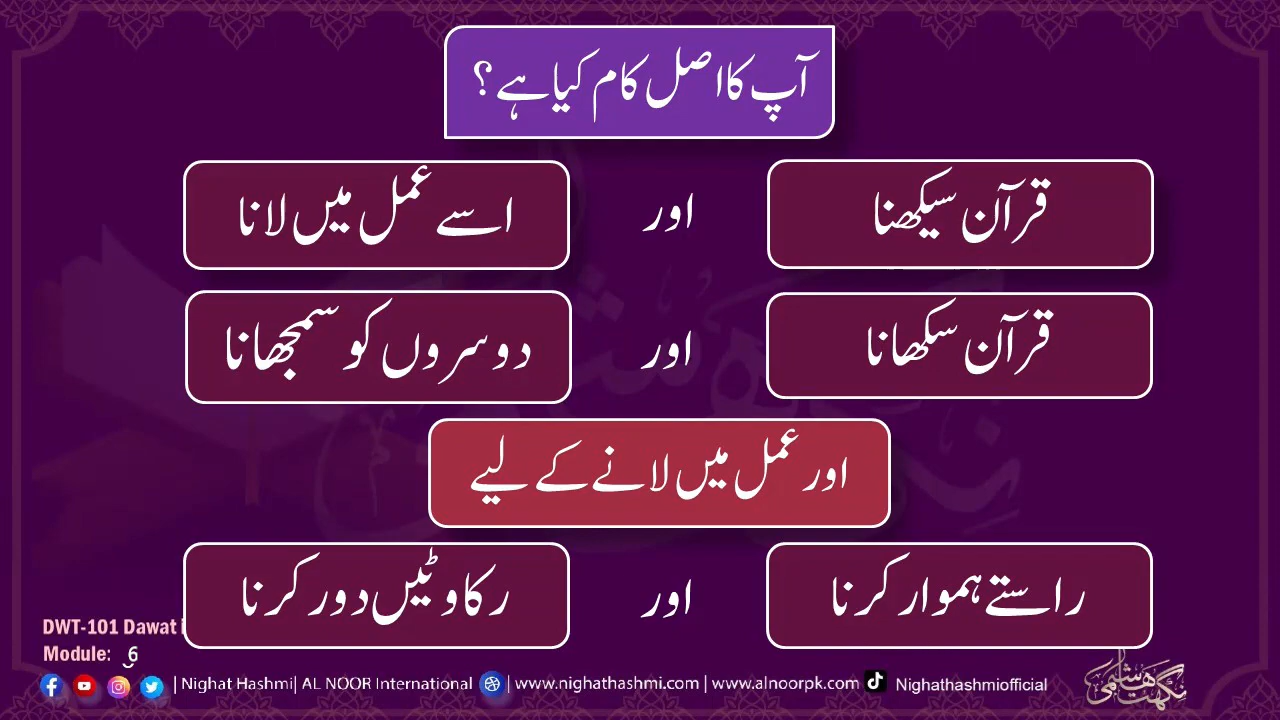 آپ کا اصل کام کیا ہے؟
قرآن سیکھنا اور اسے عمل میں لانا
قرآن سکھانا اور دوسروں کو سمجھانا
اور عمل میں لانے کے لیے
راستے ہموار کرنا اور رکاوٹیں دور کرنا
DWT-101 Dawat i
Module: 6
| Nighat Hashmi| AL NOOR International | www.nighathashmi.com | www.alnoorpk.com Nighathashmiofficial
نگہت ہاشمی